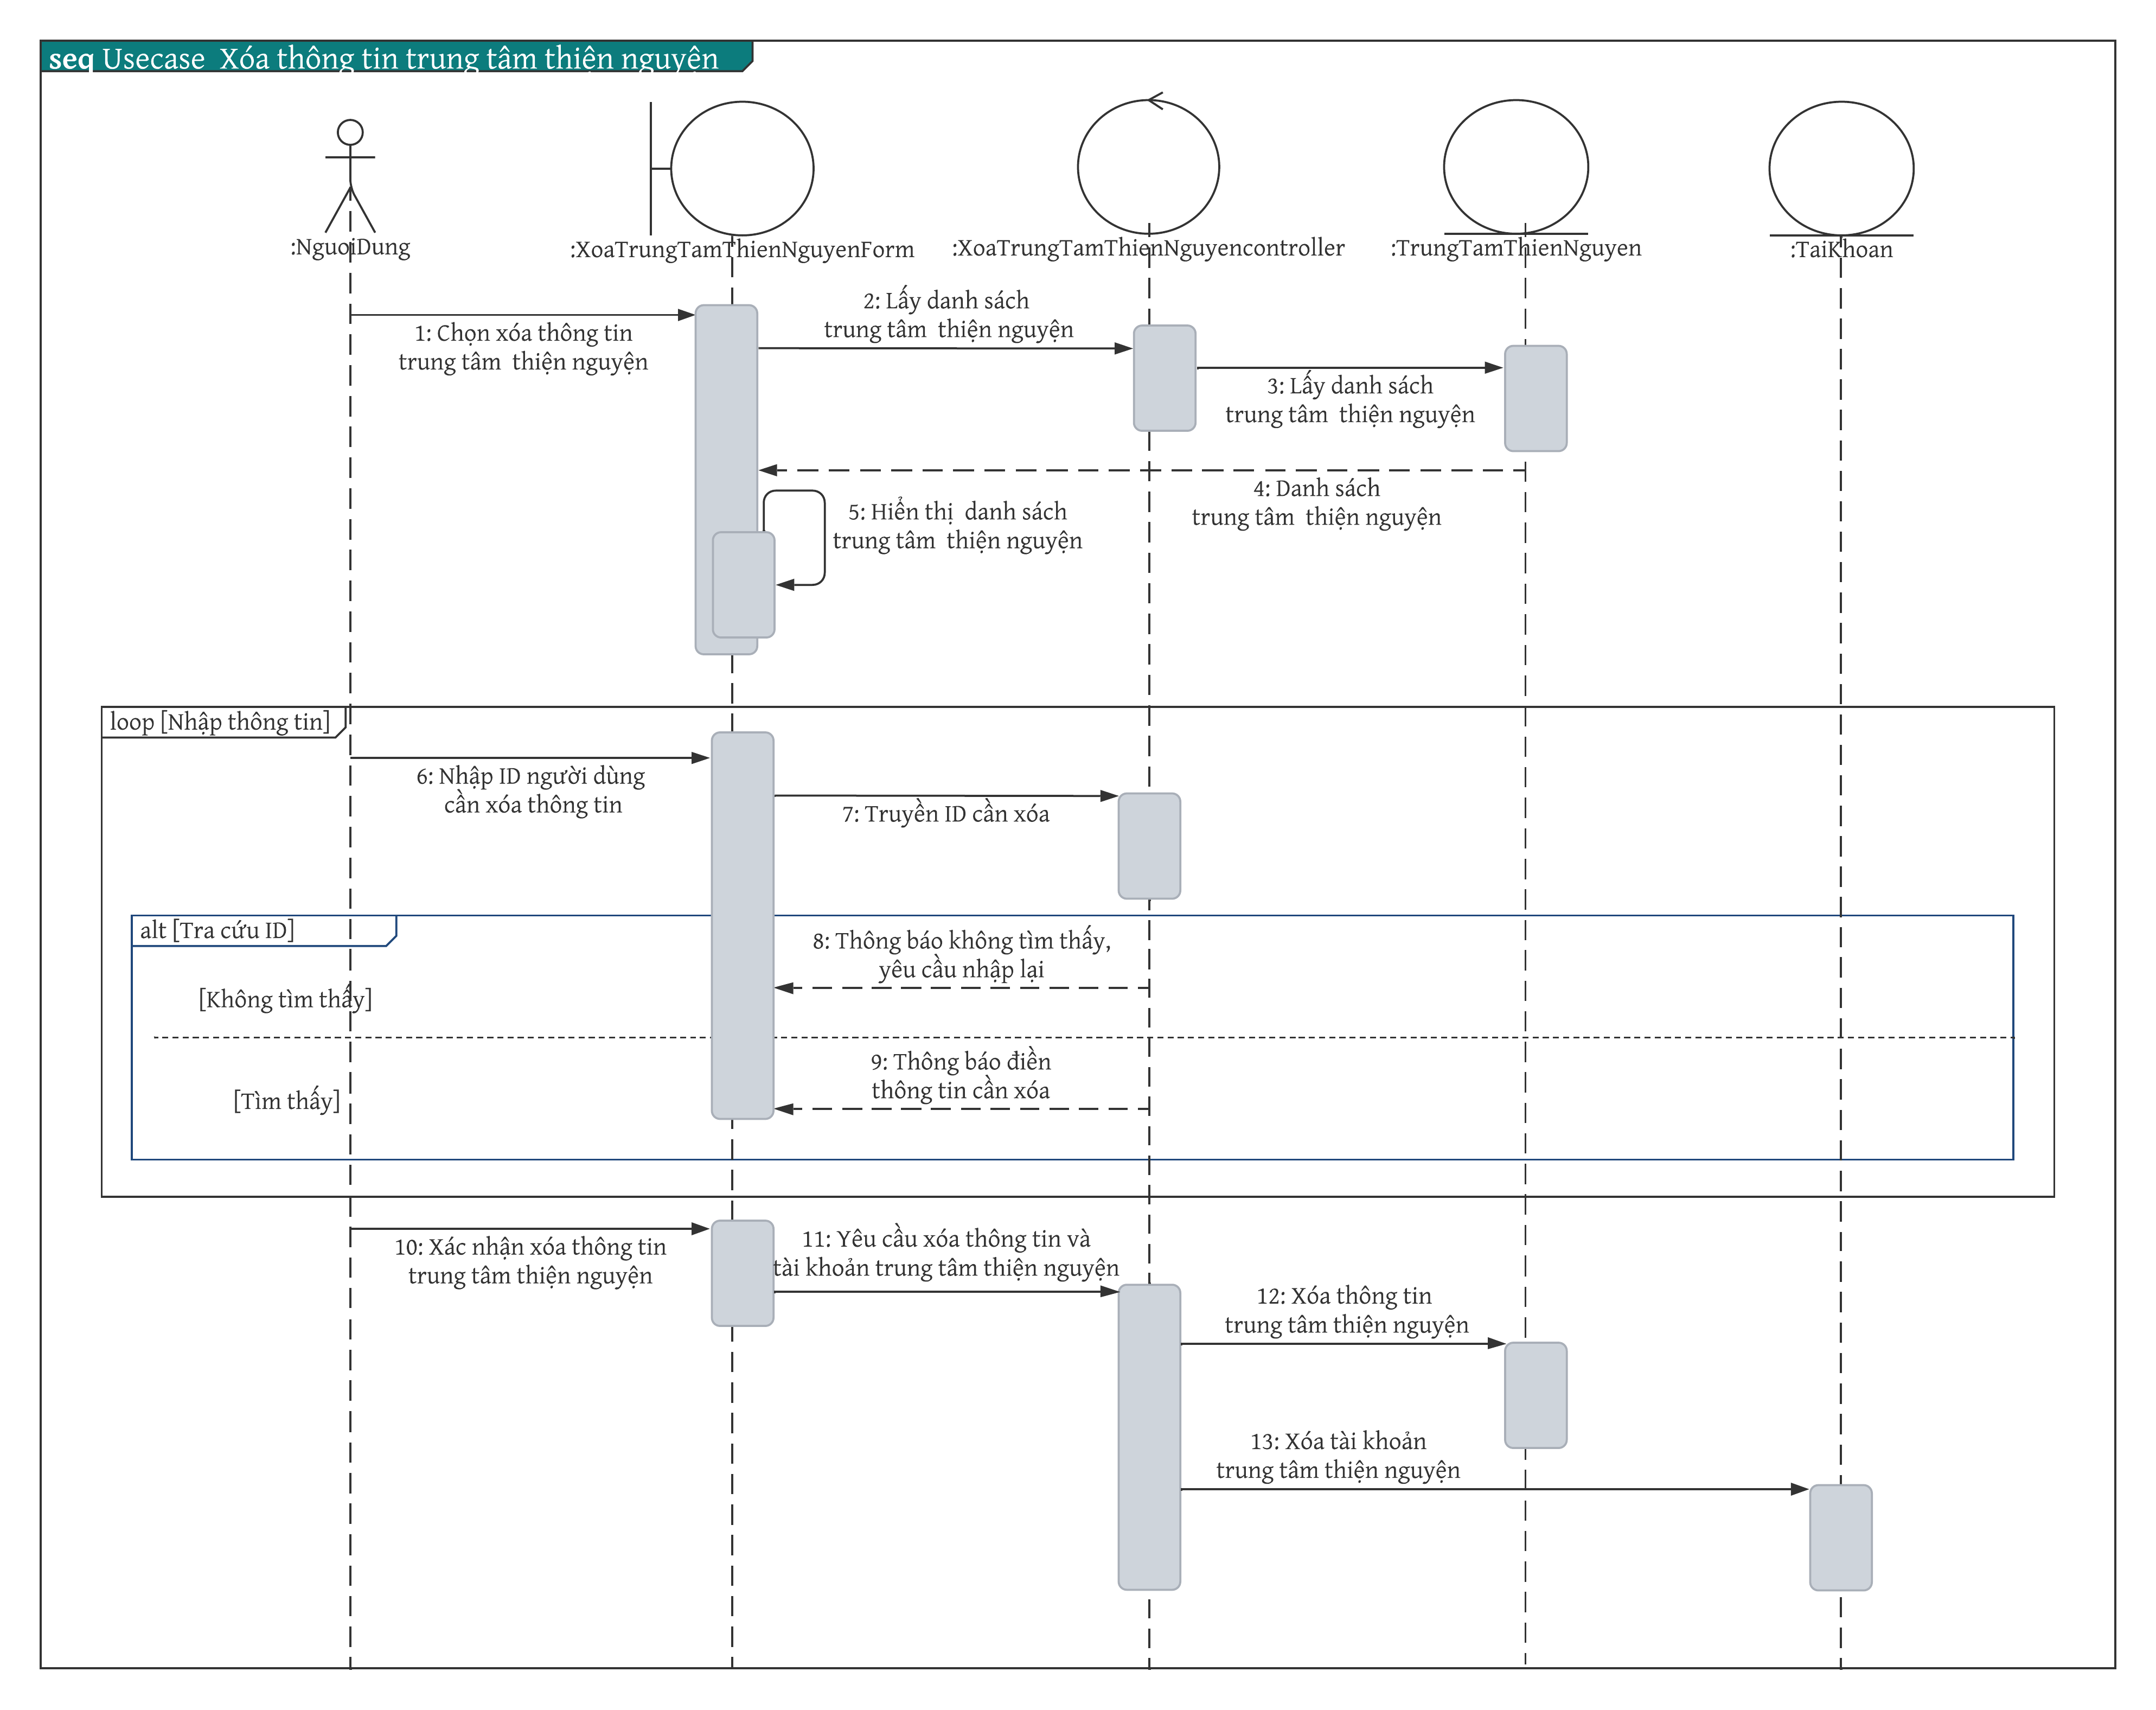 seq Usecase  Xóa thông tin trung tâm thiện nguyện
:NguoiDung
:XoaTrungTamThienNguyenForm
:XoaTrungTamThienNguyencontroller
:TrungTamThienNguyen
:TaiKhoan
1: Chọn xóa thông tin
trung tâm  thiện nguyện
2: Lấy danh sách
trung tâm  thiện nguyện
3: Lấy danh sách
trung tâm  thiện nguyện
4: Danh sách
trung tâm  thiện nguyện
5: Hiển thị  danh sách
trung tâm  thiện nguyện
loop [Nhập thông tin]
6: Nhập ID người dùng
cần xóa thông tin
7: Truyền ID cần xóa
alt [Tra cứu ID]
8: Thông báo không tìm thấy,
yêu cầu nhập lại
[Không tìm thấy]
9: Thông báo điền
thông tin cần xóa
[Tìm thấy]
10: Xác nhận xóa thông tin
trung tâm thiện nguyện
11: Yêu cầu xóa thông tin và
tài khoản trung tâm thiện nguyện
12: Xóa thông tin
trung tâm thiện nguyện
13: Xóa tài khoản
trung tâm thiện nguyện